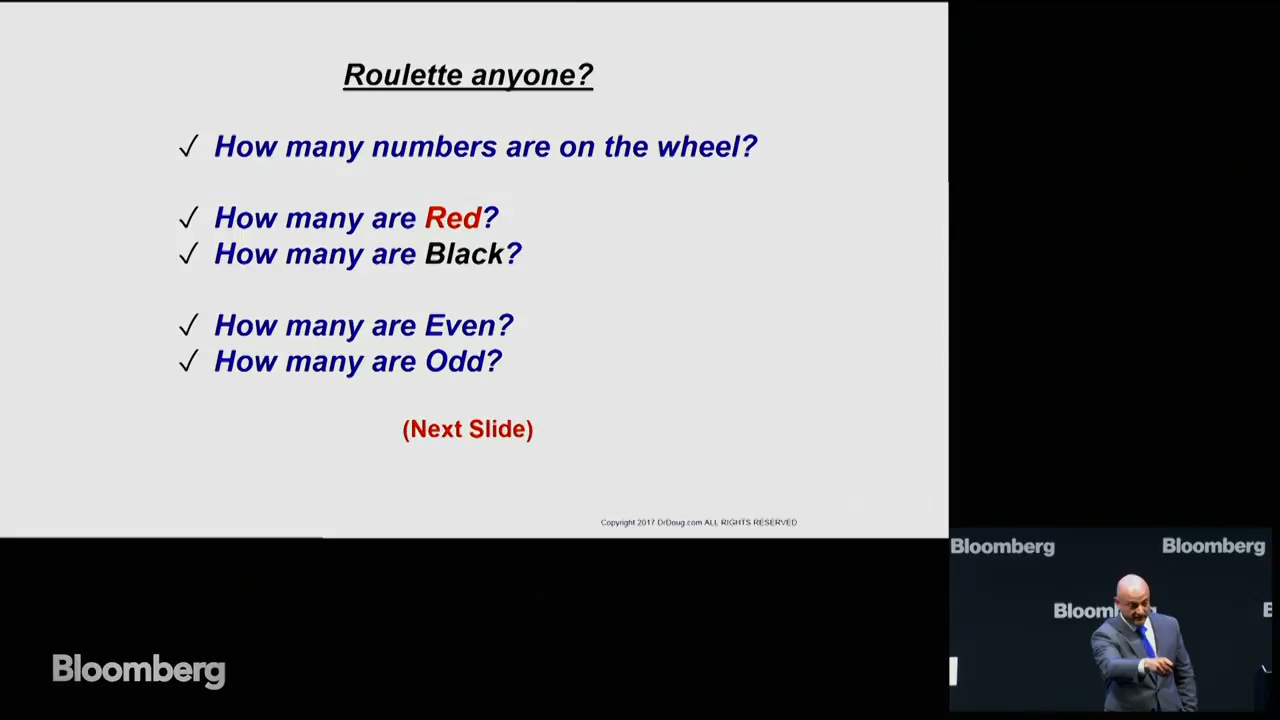 Roulette anyone?
✓ How many numbers are on the wheel?
✓ How many are Red?
✓ How many are Black?
✓ How many are Even?
✓ How many are Odd?
(Next Slide)
Copyright 2017 DrDoug.com ALL RIGHTS RESERVED
Bloomberg
Bloomberg
Bloomberg
Bloomberg